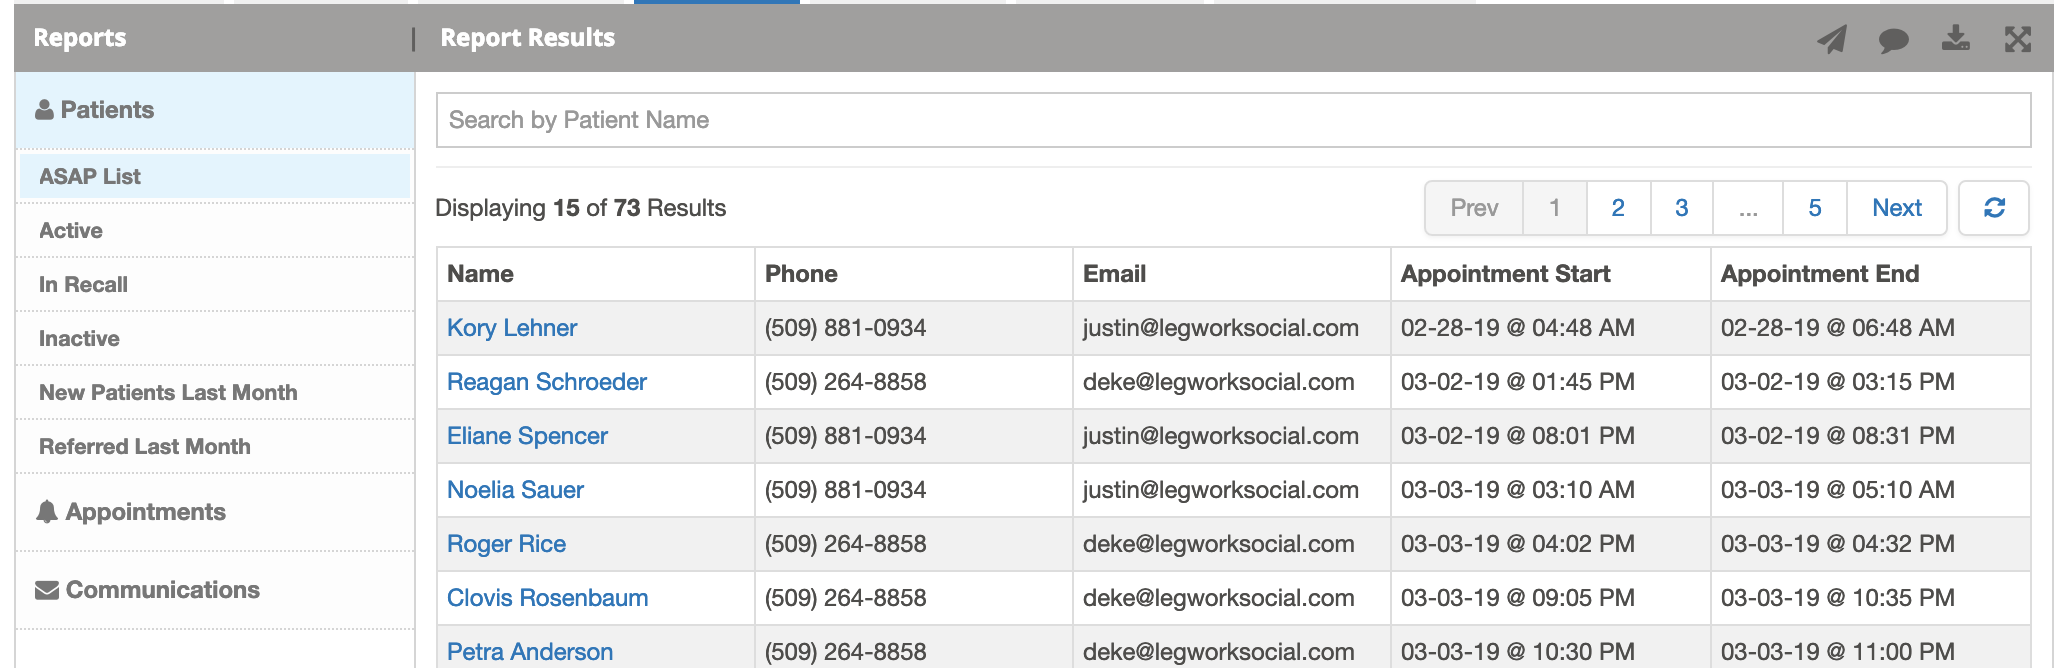 Reports | Report Results
Patients
ASAP List
Active
In Recall
Inactive
New Patients Last Month
Referred Last Month
Appointments
Communications
Search by Patient Name
Displaying 15 of 73 Results
Prev 1 2 3 ... 5 Next
Name Phone Email Appointment Start Appointment End
Kory Lehner (509) 881-0934 justin@legworksocial.com 02-28-19 @ 04:48 AM 02-28-19 @ 06:48 AM
Reagan Schroeder (509) 264-8858 deke@legworksocial.com 03-02-19 @ 01:45 PM 03-02-19 @ 03:15 PM
Eliane Spencer (509) 881-0934 justin@legworksocial.com 03-02-19 @ 08:01 PM 03-02-19 @ 08:31 PM
Noelia Sauer (509) 881-0934 justin@legworksocial.com 03-03-19 @ 03:10 AM 03-03-19 @ 05:10 AM
Roger Rice (509) 264-8858 deke@legworksocial.com 03-03-19 @ 04:02 PM 03-03-19 @ 04:32 PM
Clovis Rosenbaum (509) 264-8858 deke@legworksocial.com 03-03-19 @ 09:05 PM 03-03-19 @ 10:35 PM
Petra Anderson (509) 264-8858 deke@legworksocial.com 03-03-19 @ 10:30 PM 03-03-19 @ 11:00 PM